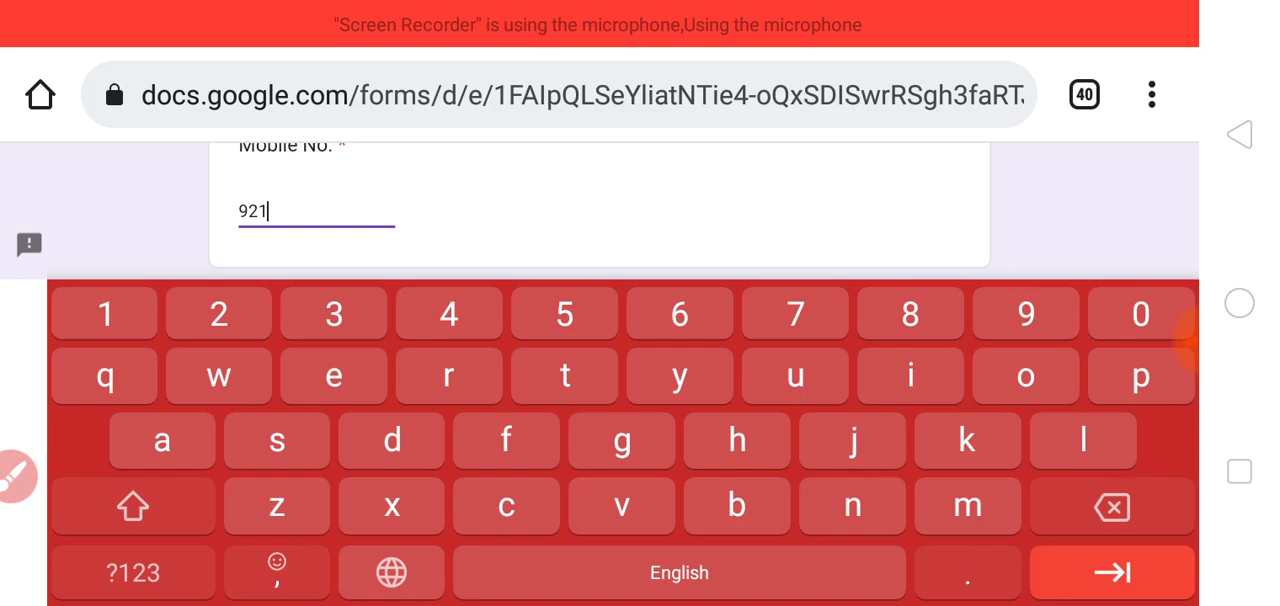 "Screen Recorder" is using the microphone,Using the microphone
docs.google.com/forms/d/e/1FAIpQLSeYliatNTie4-oQxSDISwrRSgh3faRT
40
Mobile No. *
921
1 2 3 4 5 6 7 8 9 0
q w e r t y u i o p
a s d f g h j k l
z x c v b n m
?123 , English .